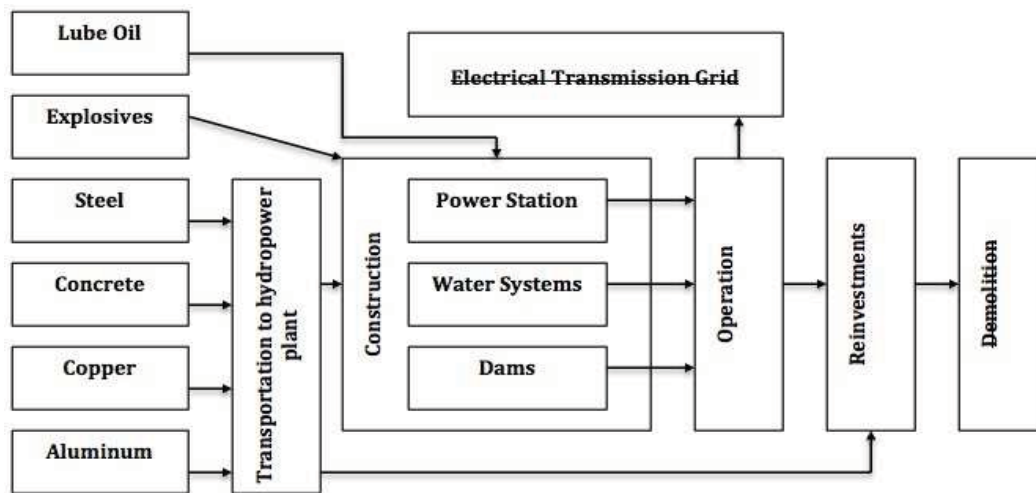 Lube Oil
Explosives
Steel
Concrete
Copper
Aluminum
Transportation to hydropower
plant
Construction
Power Station
Water Systems
Dams
Electrical Transmission Grid
Operation
Reinvestments
Demolition